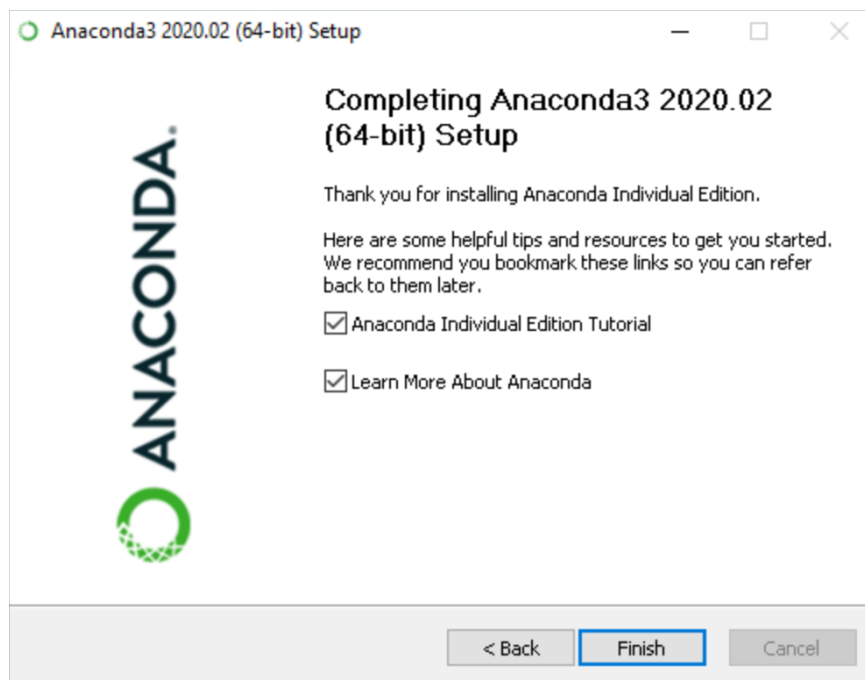 Anaconda3 2020.02 (64-bit) Setup
Completing Anaconda3 2020.02
(64-bit) Setup
ANACONDA.
Thank you for installing Anaconda Individual Edition.
Here are some helpful tips and resources to get you started.
We recommend you bookmark these links so you can refer
back to them later.
Anaconda Individual Edition Tutorial
Learn More About Anaconda
< Back
Finish
Cancel